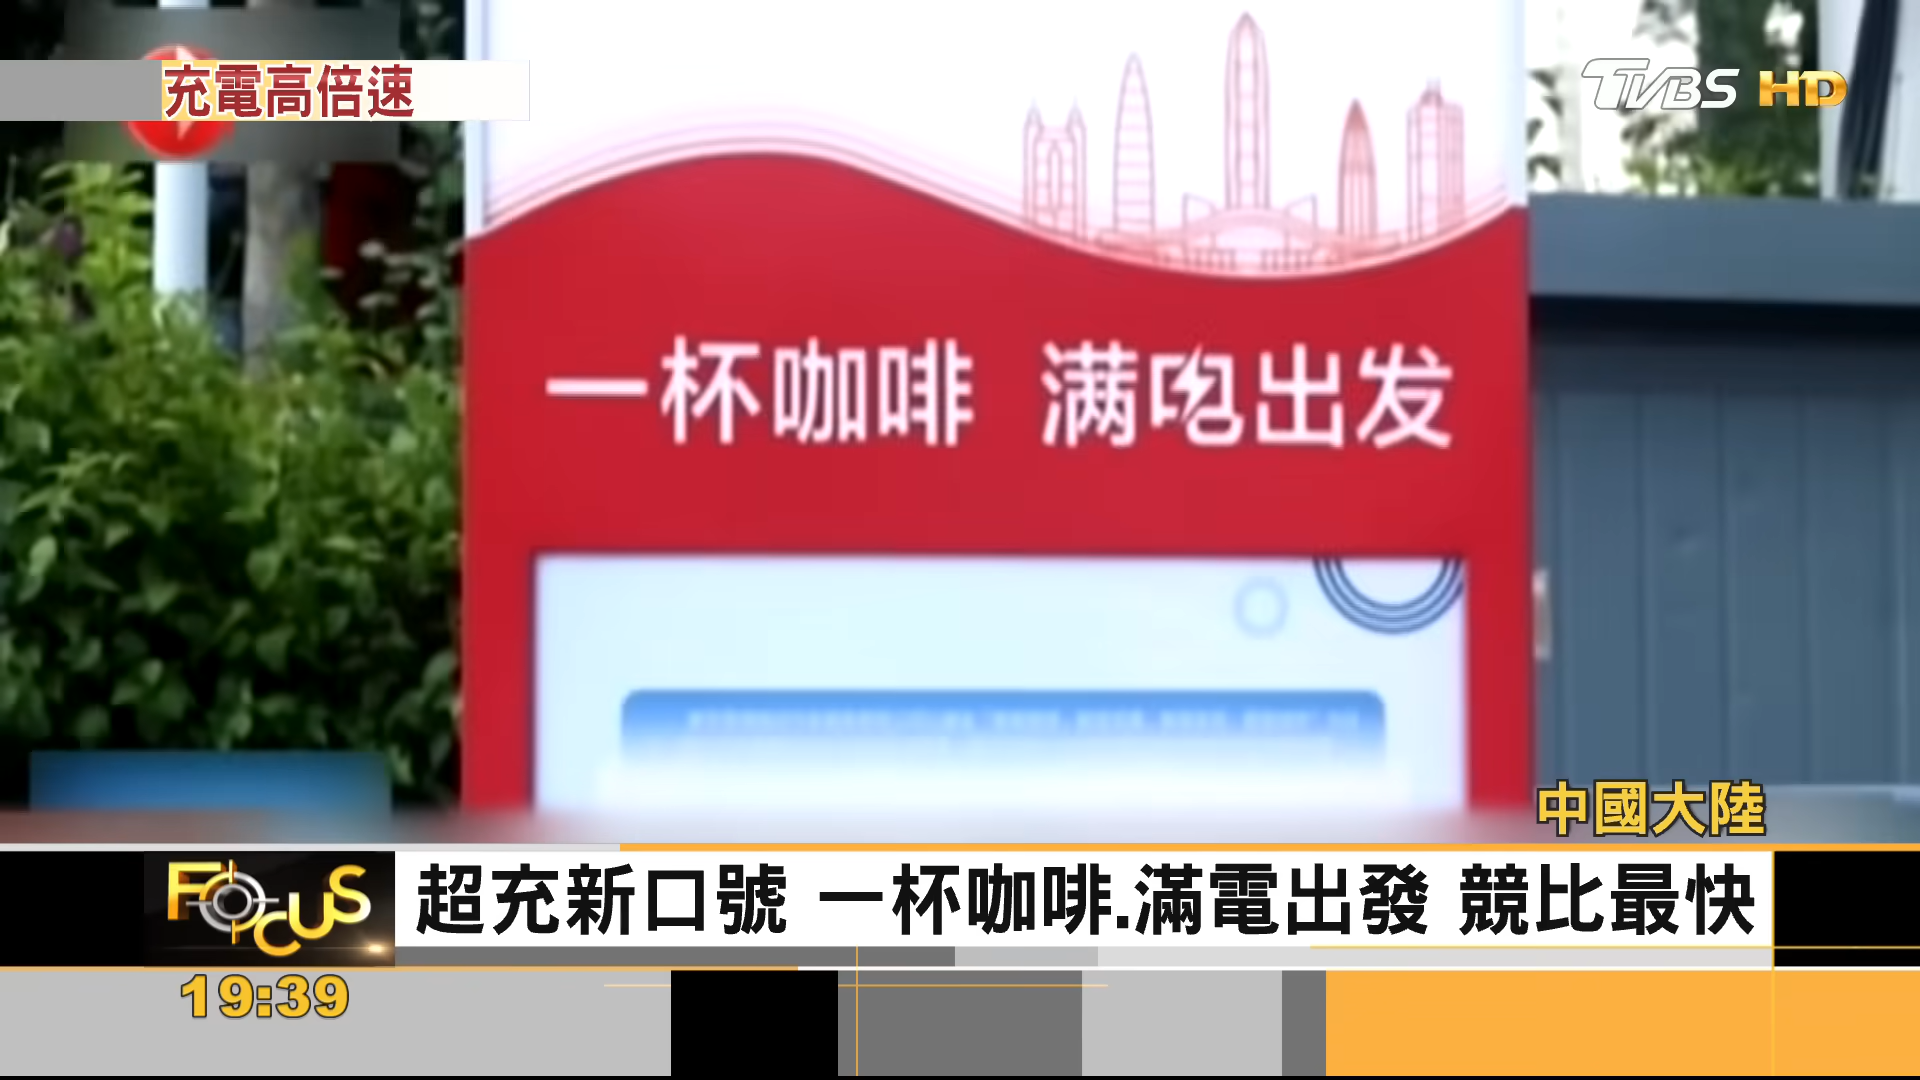 充電高倍速
TVBS HD
一杯咖啡 满电出发
中國大陸
FOCUS
超充新口號 一杯咖啡.滿電出發 競比最快
19:39